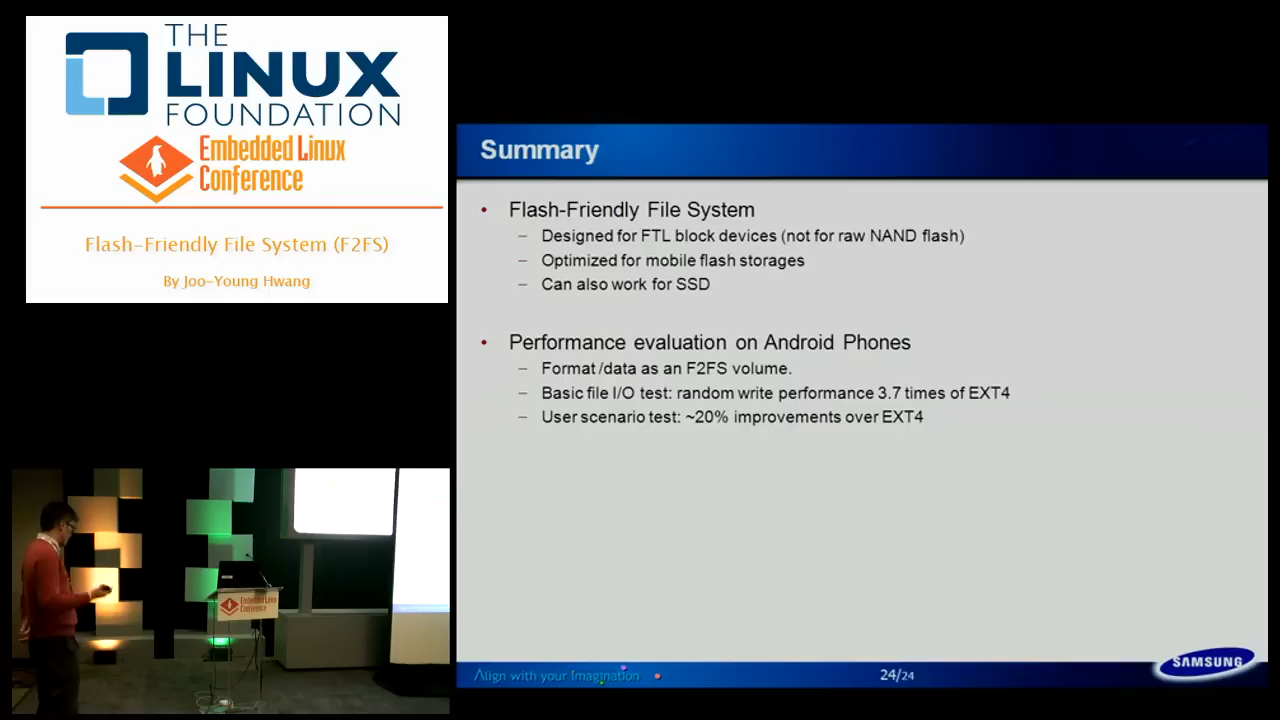 THE
LINUX
FOUNDATION
Embedded Linux
Conference
Flash-Friendly File System (F2FS)
By Joo-Young Hwang
Summary
• Flash-Friendly File System
– Designed for FTL block devices (not for raw NAND flash)
– Optimized for mobile flash storages
– Can also work for SSD
• Performance evaluation on Android Phones
– Format /data as an F2FS volume.
– Basic file I/O test: random write performance 3.7 times of EXT4
– User scenario test: ~20% improvements over EXT4
Embedded Linux
Conference
Align with your Imagination
24/24
SAMSUNG